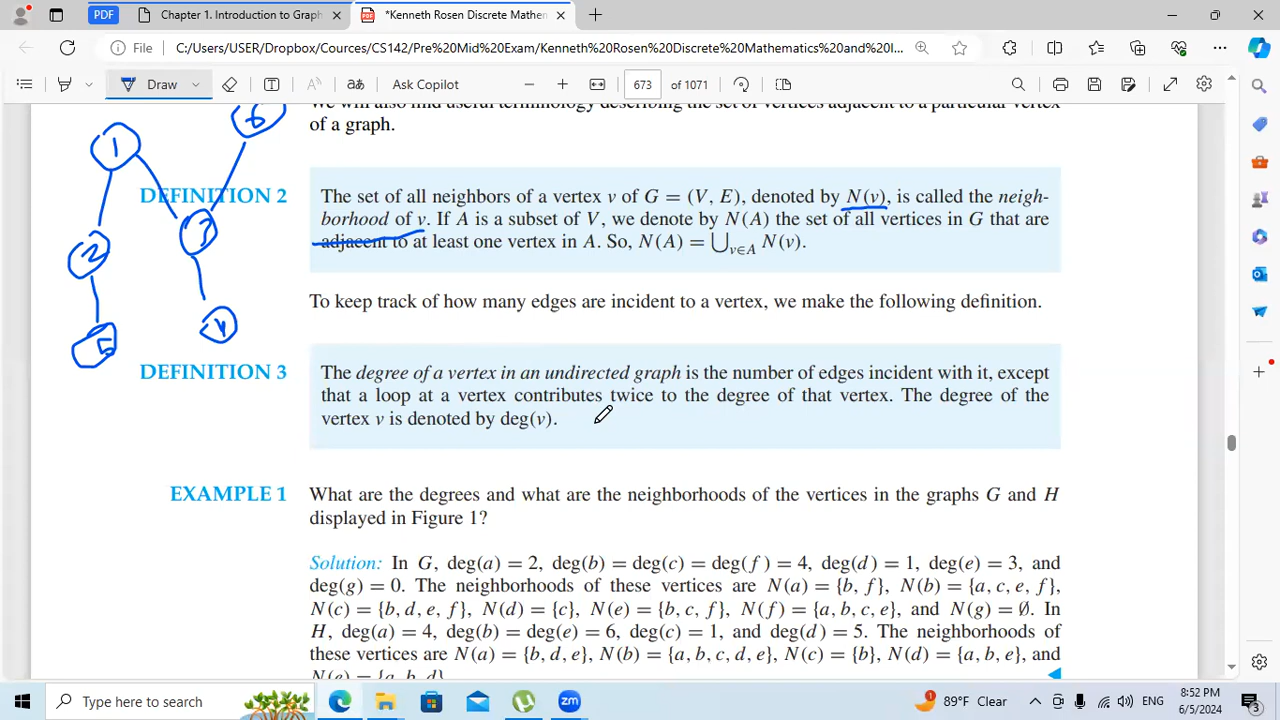 PDF
Chapter 1. Introduction to Graph
PDF
*Kenneth Rosen Discrete Mathen
File
C:/Users/USER/Dropbox/Cources/CS142/Pre%20Mid%20Exam/Kenneth%20Rosen%20Discrete%20Mathematics%20and%20I...
Draw
Ask Copilot
673 of 1071
of a graph.
1
6
2
3
4
5
DEFINITION 2
The set of all neighbors of a vertex v of G = (V, E), denoted by N(v), is called the neigh-
borhood of v. If A is a subset of V, we denote by N(A) the set of all vertices in G that are
adjacent to at least one vertex in A. So, N(A) = ⋃v∈A N(v).
To keep track of how many edges are incident to a vertex, we make the following definition.
DEFINITION 3
The degree of a vertex in an undirected graph is the number of edges incident with it, except
that a loop at a vertex contributes twice to the degree of that vertex. The degree of the
vertex v is denoted by deg(v).
EXAMPLE 1
What are the degrees and what are the neighborhoods of the vertices in the graphs G and H
displayed in Figure 1?
Solution: In G, deg(a) = 2, deg(b) = deg(c) = deg(f) = 4, deg(d) = 1, deg(e) = 3, and
deg(g) = 0. The neighborhoods of these vertices are N(a) = {b, f}, N(b) = {a, c, e, f},
N(c) = {b, d, e, f}, N(d) = {c}, N(e) = {b, c, f}, N(f) = {a, b, c, e}, and N(g) = ∅. In
H, deg(a) = 4, deg(b) = deg(e) = 6, deg(c) = 1, and deg(d) = 5. The neighborhoods of
these vertices are N(a) = {b, d, e}, N(b) = {a, b, c, d, e}, N(c) = {b}, N(d) = {a, b, e}, and
Type here to search
zm
1
89°F Clear
ENG
8:52 PM
6/5/2024
3